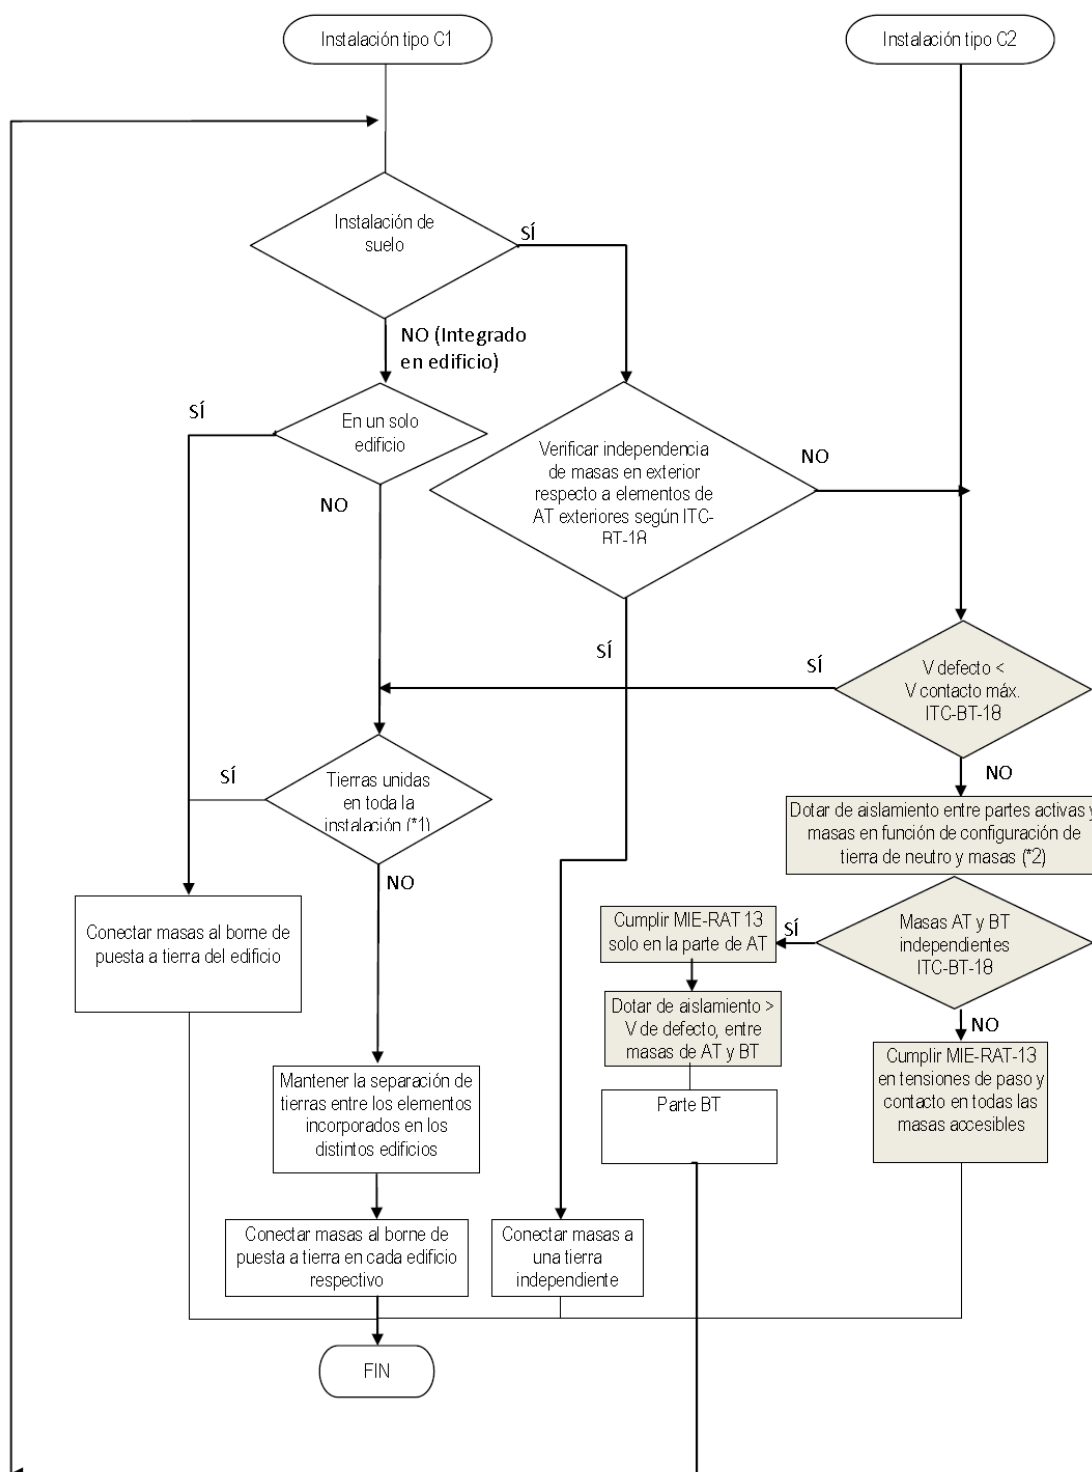 Instalación tipo C1
Instalación tipo C2
Instalación de
suelo
SÍ
NO (Integrado
en edificio)
SÍ
En un solo
edificio
NO
Verificar independencia
de masas en exterior
respecto a elementos de
AT exteriores según ITC-
BT-18
NO
SÍ
SÍ
V defecto <
V contacto máx.
ITC-BT-18
NO
SÍ
Tierras unidas
en toda la
instalación (*1)
NO
Dotar de aislamiento entre partes activas y
masas en función de configuración de
tierra de neutro y masas (*2)
Conectar masas al borne de
puesta a tierra del edificio
Cumplir MIE-RAT 13
solo en la parte de AT
SÍ
Masas AT y BT
independientes
ITC-BT-18
Dotar de aislamiento >
V de defecto, entre
masas de AT y BT
NO
Cumplir MIE-RAT-13
en tensiones de paso y
contacto en todas las
masas accesibles
Mantener la separación de
tierras entre los elementos
incorporados en los
distintos edificios
Parte BT
Conectar masas al borne de
puesta a tierra en cada edificio
respectivo
Conectar masas a
una tierra
independiente
FIN